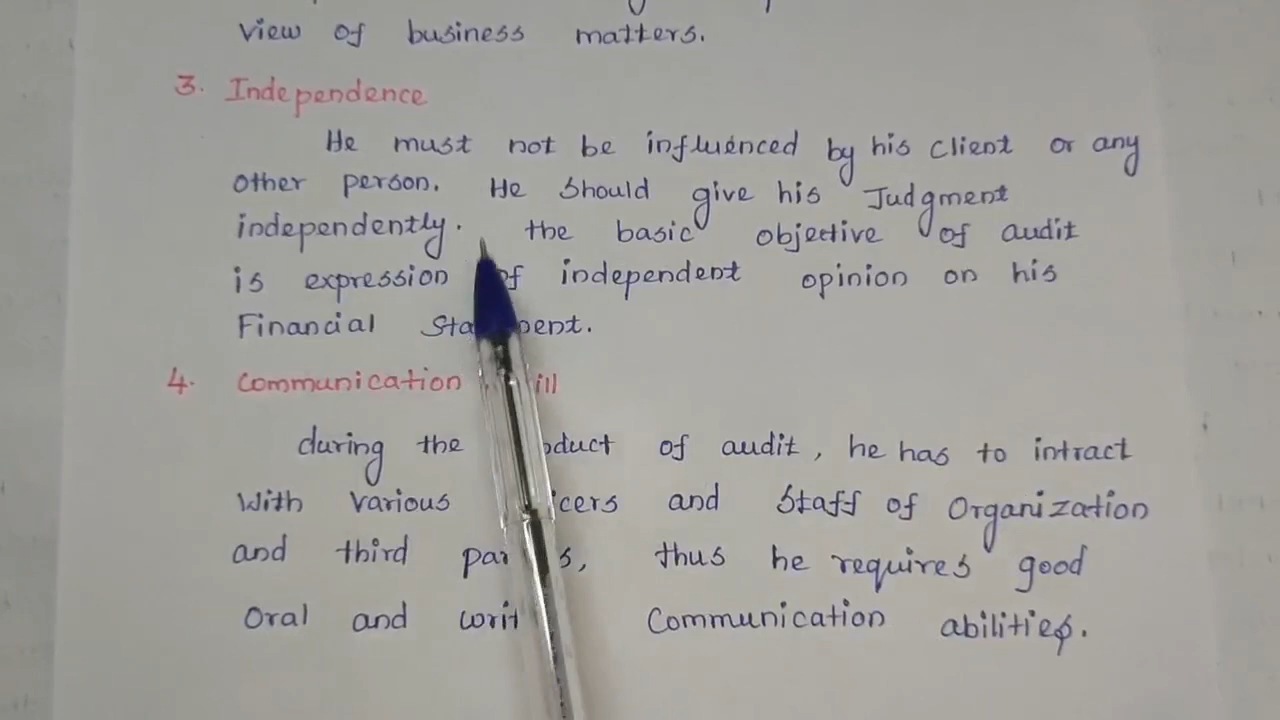 view of business matters.
3. Independence
He must not be influenced by his client or any
other person. He should give his Judgment
independently. the basic objective of audit
is expression of independent opinion on his
Financial
4. Communication
during the of audit, he has to intract
with various and staff of Organization
and third thus he requires good
oral and Communication abilities.